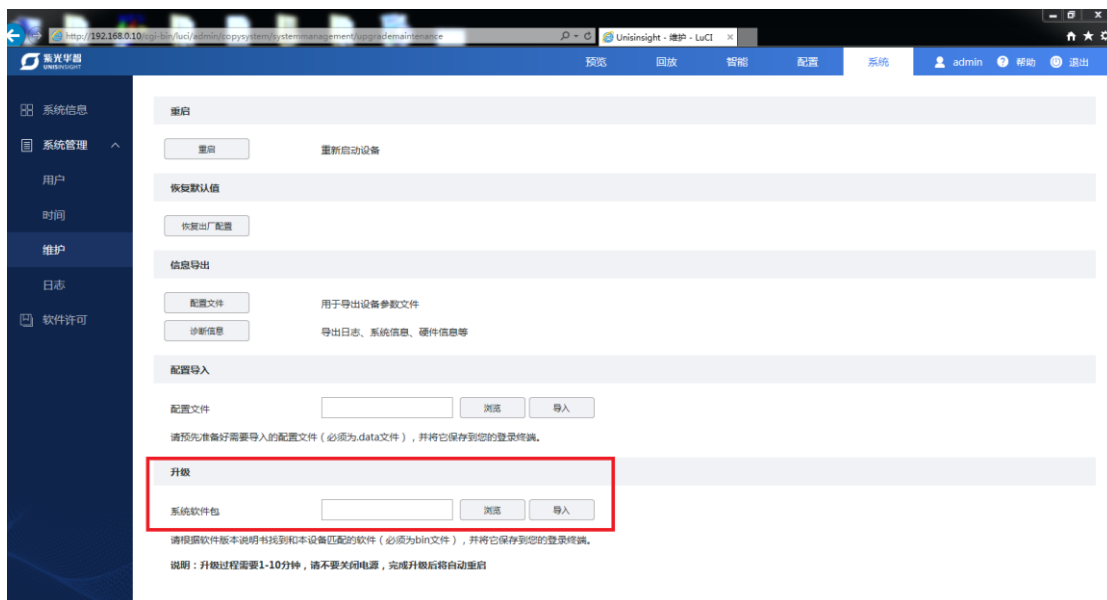 http://192.168.0.10/cgi-bin/luci/admin/copysystem/systemmanagement/upgrademaintenance
Unisinsight - 维护 - LuCI
紫光华智
UNISINSIGHT
预览 回放 智能 配置 系统 admin 帮助 退出
系统信息
系统管理
用户
时间
维护
日志
软件许可
重启
重启 重新启动设备
恢复默认值
恢复出厂配置
信息导出
配置文件 用于导出设备参数文件
诊断信息 导出日志、系统信息、硬件信息等
配置导入
配置文件 浏览 导入
请预先准备好需要导入的配置文件(必须为.data文件),并将它保存到您的登录终端。
升级
系统软件包 浏览 导入
请根据软件版本说明书找到和本设备匹配的软件(必须为bin文件),并将它保存到您的登录终端。
说明:升级过程需要1-10分钟,请不要关闭电源,完成升级后将自动重启